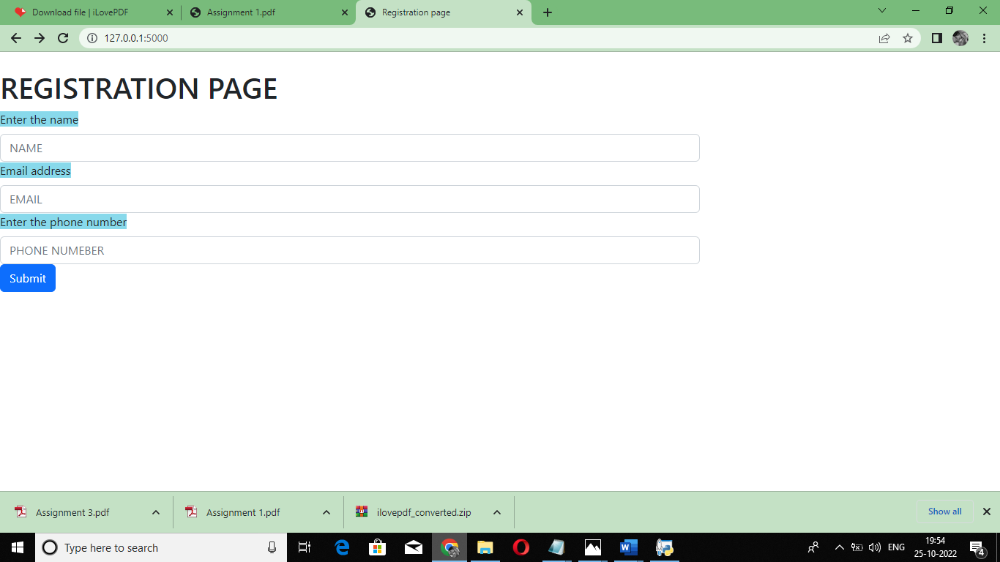 Download file | iLovePDF
Assignment 1.pdf
Registration page
127.0.0.1:5000
REGISTRATION PAGE
Enter the name
NAME
Email address
EMAIL
Enter the phone number
PHONE NUMEBER
Submit
Assignment 3.pdf
Assignment 1.pdf
ilovepdf_converted.zip
Show all
Type here to search
ENG
19:54
25-10-2022
4